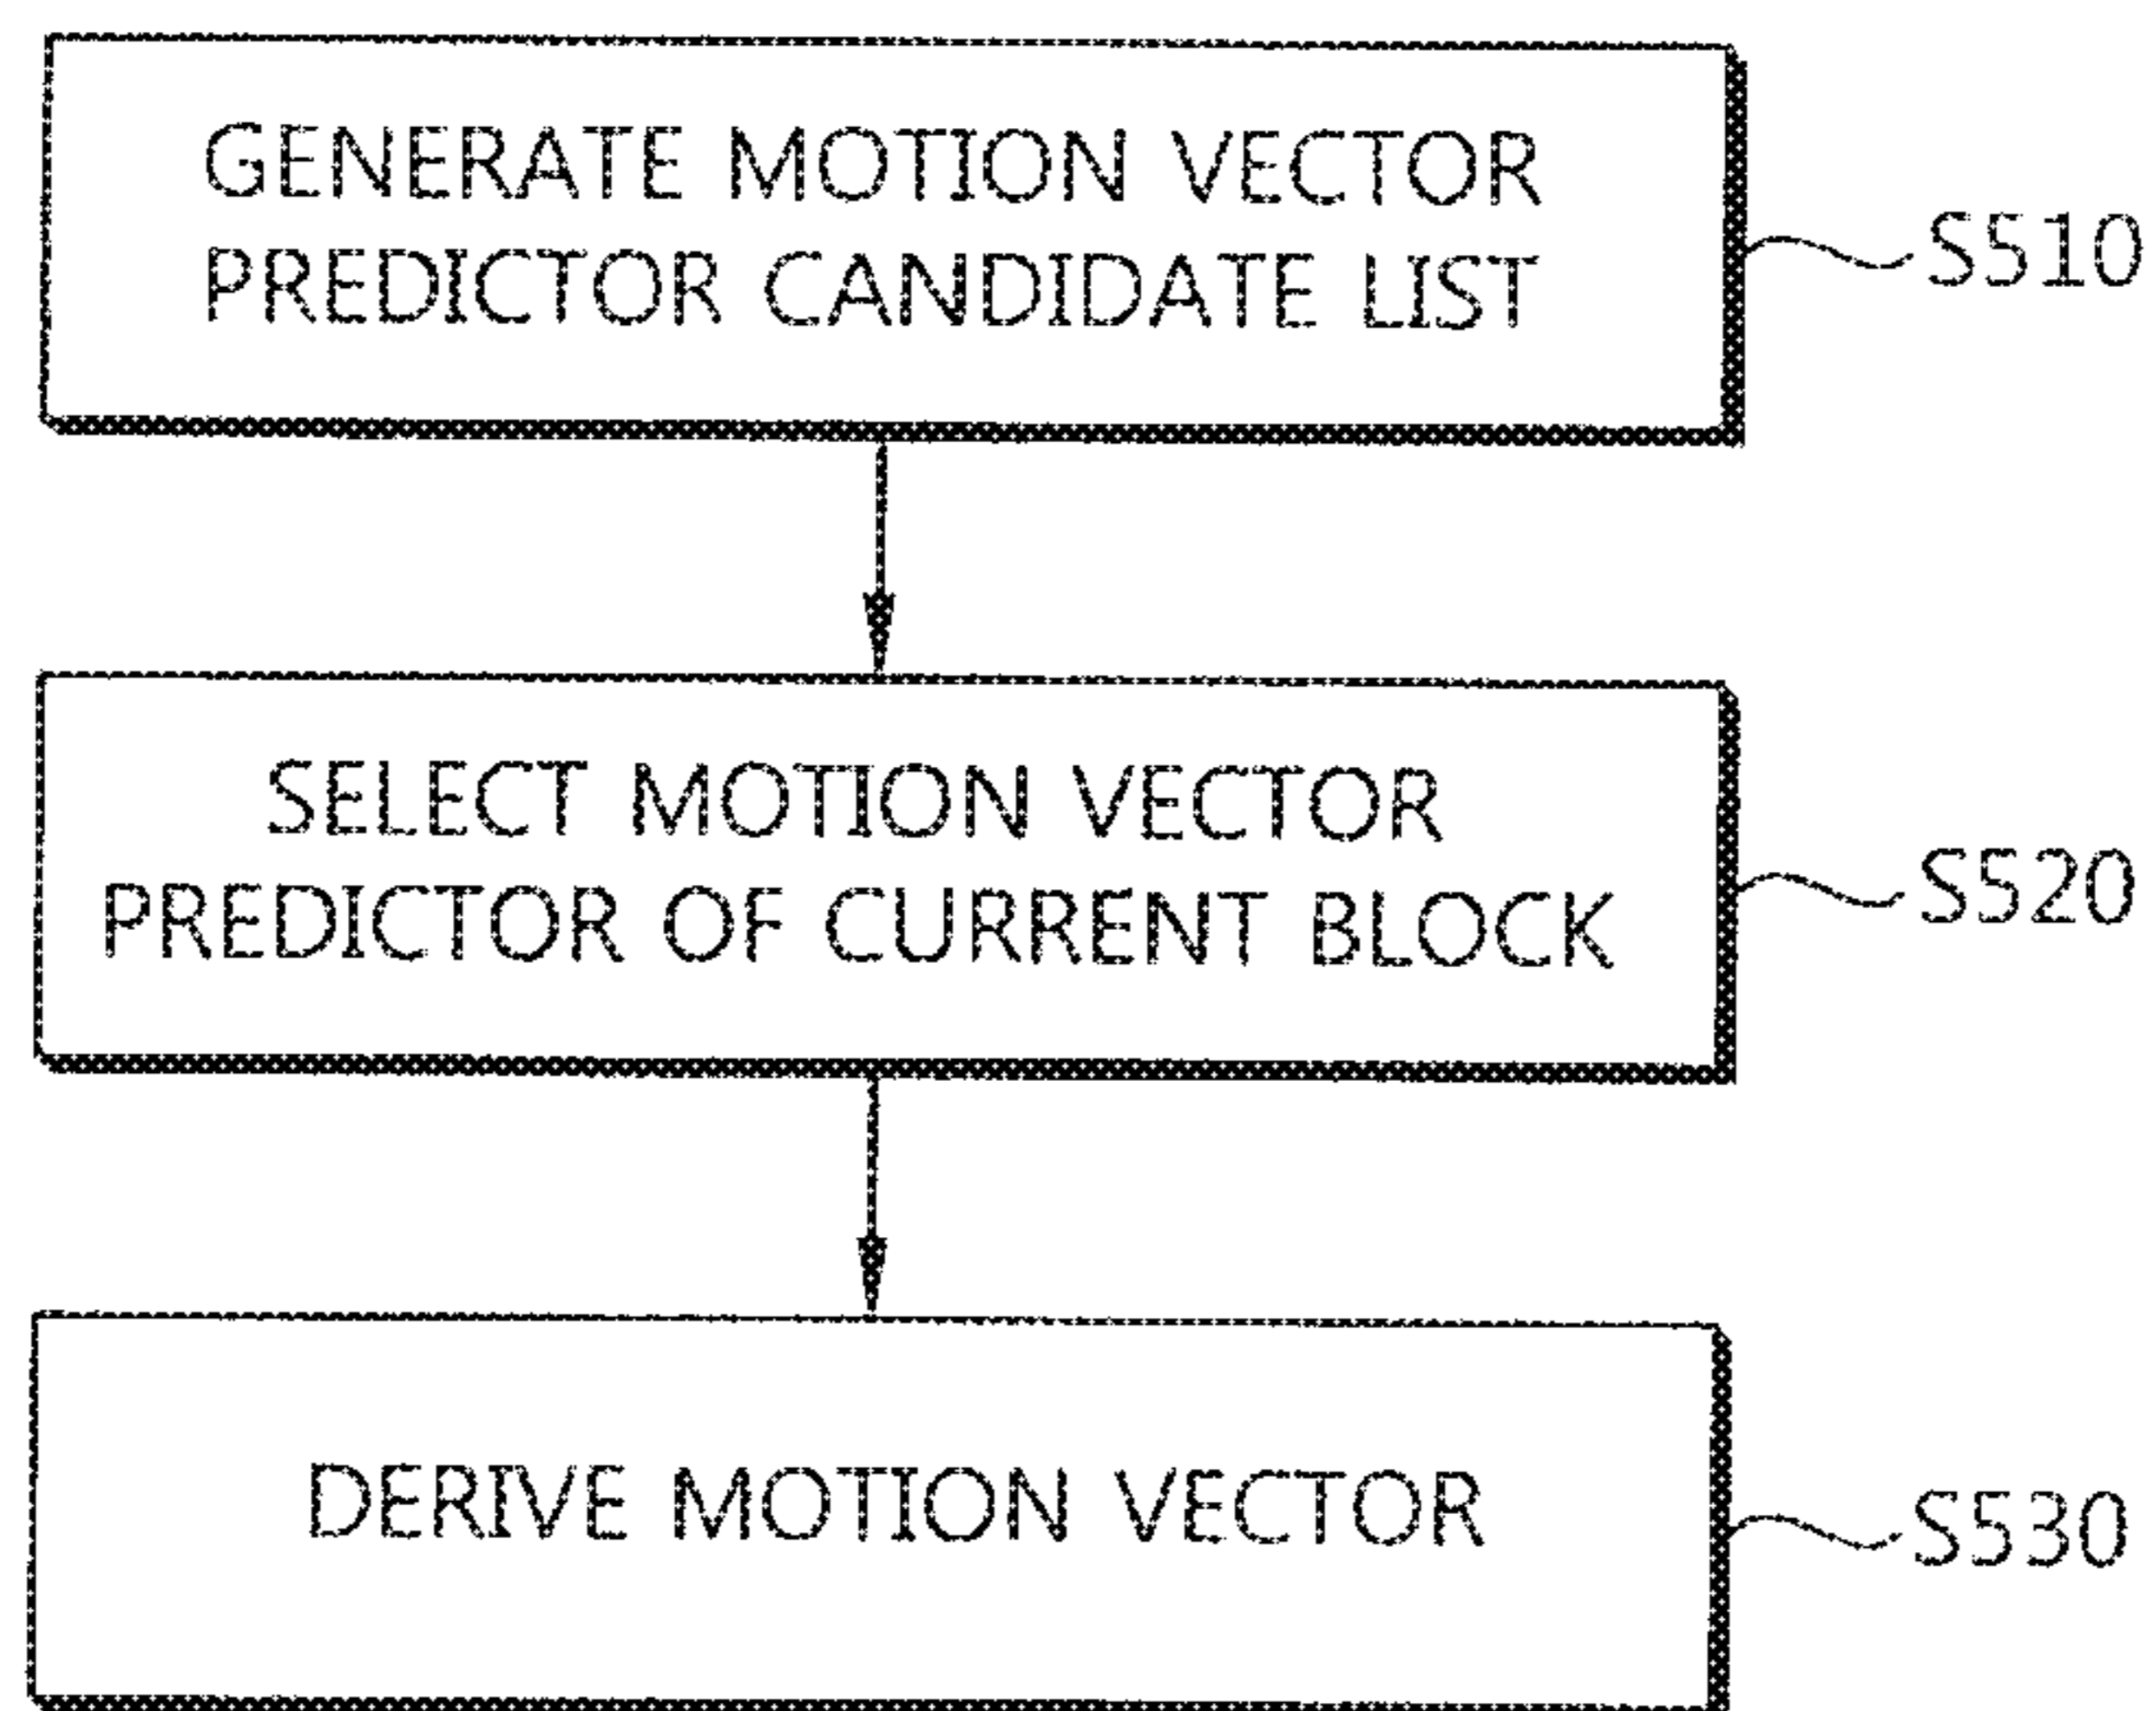 GENERATE MOTION VECTOR
PREDICTOR CANDIDATE LIST
S510
SELECT MOTION VECTOR
PREDICTOR OF CURRENT BLOCK
S520
DERIVE MOTION VECTOR
S530